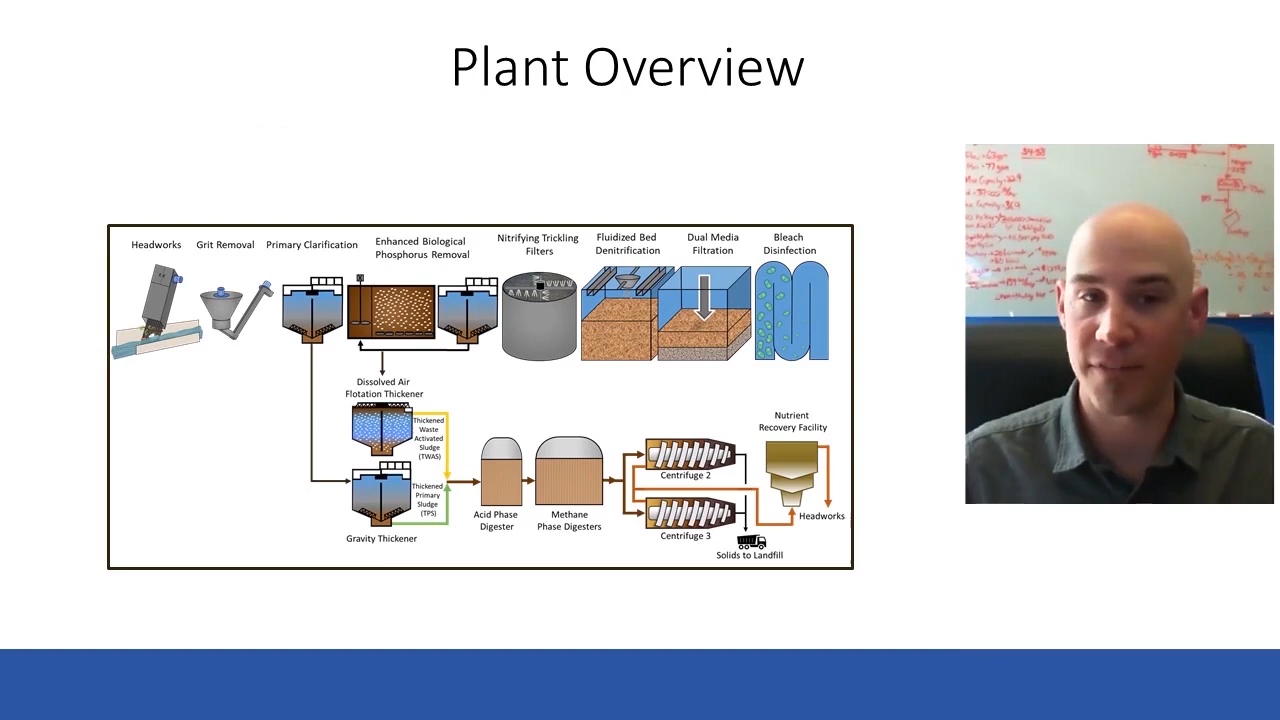 Plant Overview
Headworks
Grit Removal
Primary Clarification
Enhanced Biological
Phosphorus Removal
Nitrifying Trickling
Filters
Fluidized Bed
Denitrification
Dual Media
Filtration
Bleach
Disinfection
Dissolved Air
Flotation Thickener
Thickened
Waste
Activated
Sludge
(TWAS)
Thickened
Primary
Sludge
(TPS)
Gravity Thickener
Acid Phase
Digester
Methane
Phase Digesters
Centrifuge 2
Centrifuge 3
Solids to Landfill
Nutrient
Recovery Facility
Headworks